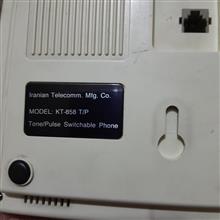 Iranian Telecomm. Mfg. Co.
MODEL: KT-858 T/P
Tone/Pulse Switchable Phone